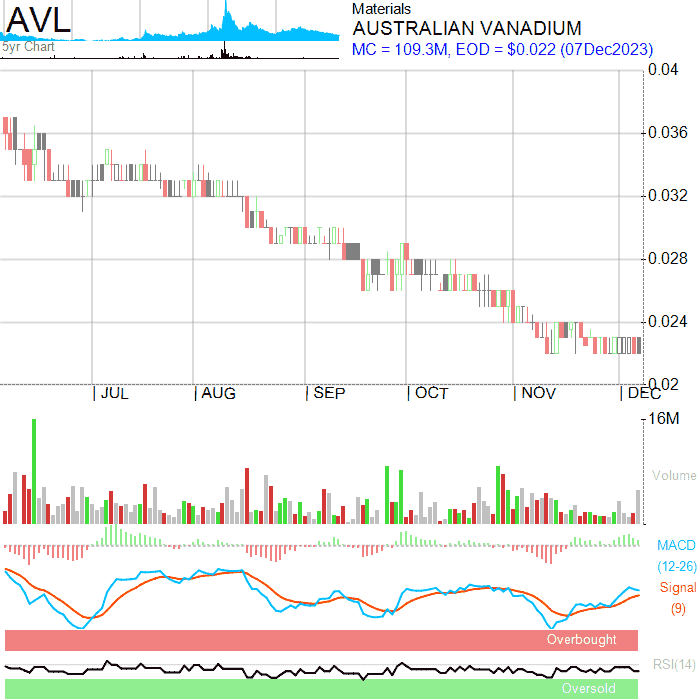 AVL
5yr Chart
Materials
AUSTRALIAN VANADIUM
MC = 109.3M, EOD = $0.022 (07Dec2023)
0.04
0.036
0.032
0.028
0.024
0.02
JUL
AUG
SEP
OCT
NOV
DEC
16M
Volume
MACD
(12-26)
Signal
(9)
Overbought
RSI(14)
Oversold